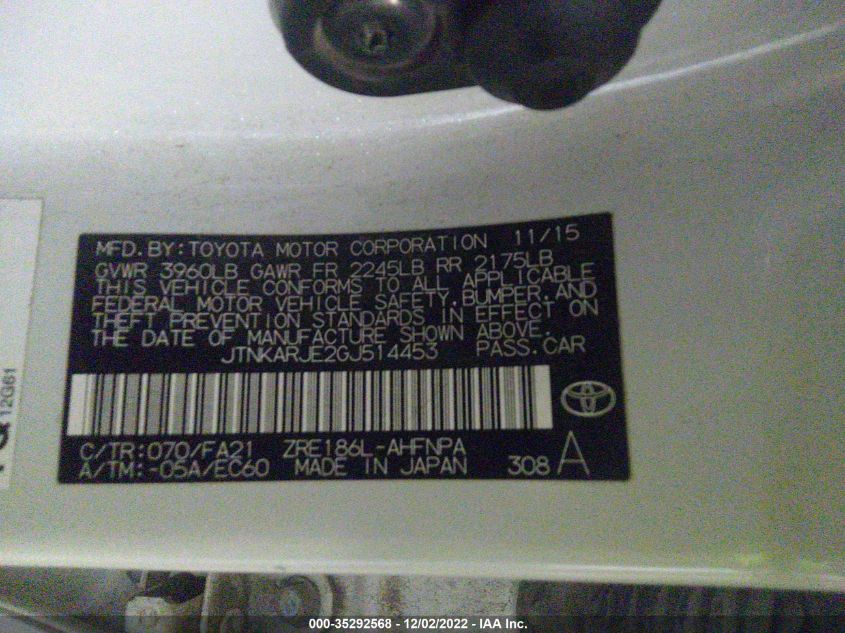 MFD.BY:TOYOTA MOTOR CORPORATION 11/15
GVWR 3960LB GAWR FR 2245LB RR 2175LB
THIS VEHICLE CONFORMS TO ALL APPLICABLE
FEDERAL MOTOR VEHICLE SAFETY,BUMPER,AND
THEFT PREVENTION STANDARDS IN EFFECT ON
THE DATE OF MANUFACTURE SHOWN ABOVE.
JTNKARJE2GJ514453 PASS.CAR
C/TR:070/FA21 ZRE186L-AHFNPA
A/TM:-05A/EC60 MADE IN JAPAN 308 A
12G61
000-35292568 - 12/02/2022 - IAA Inc.